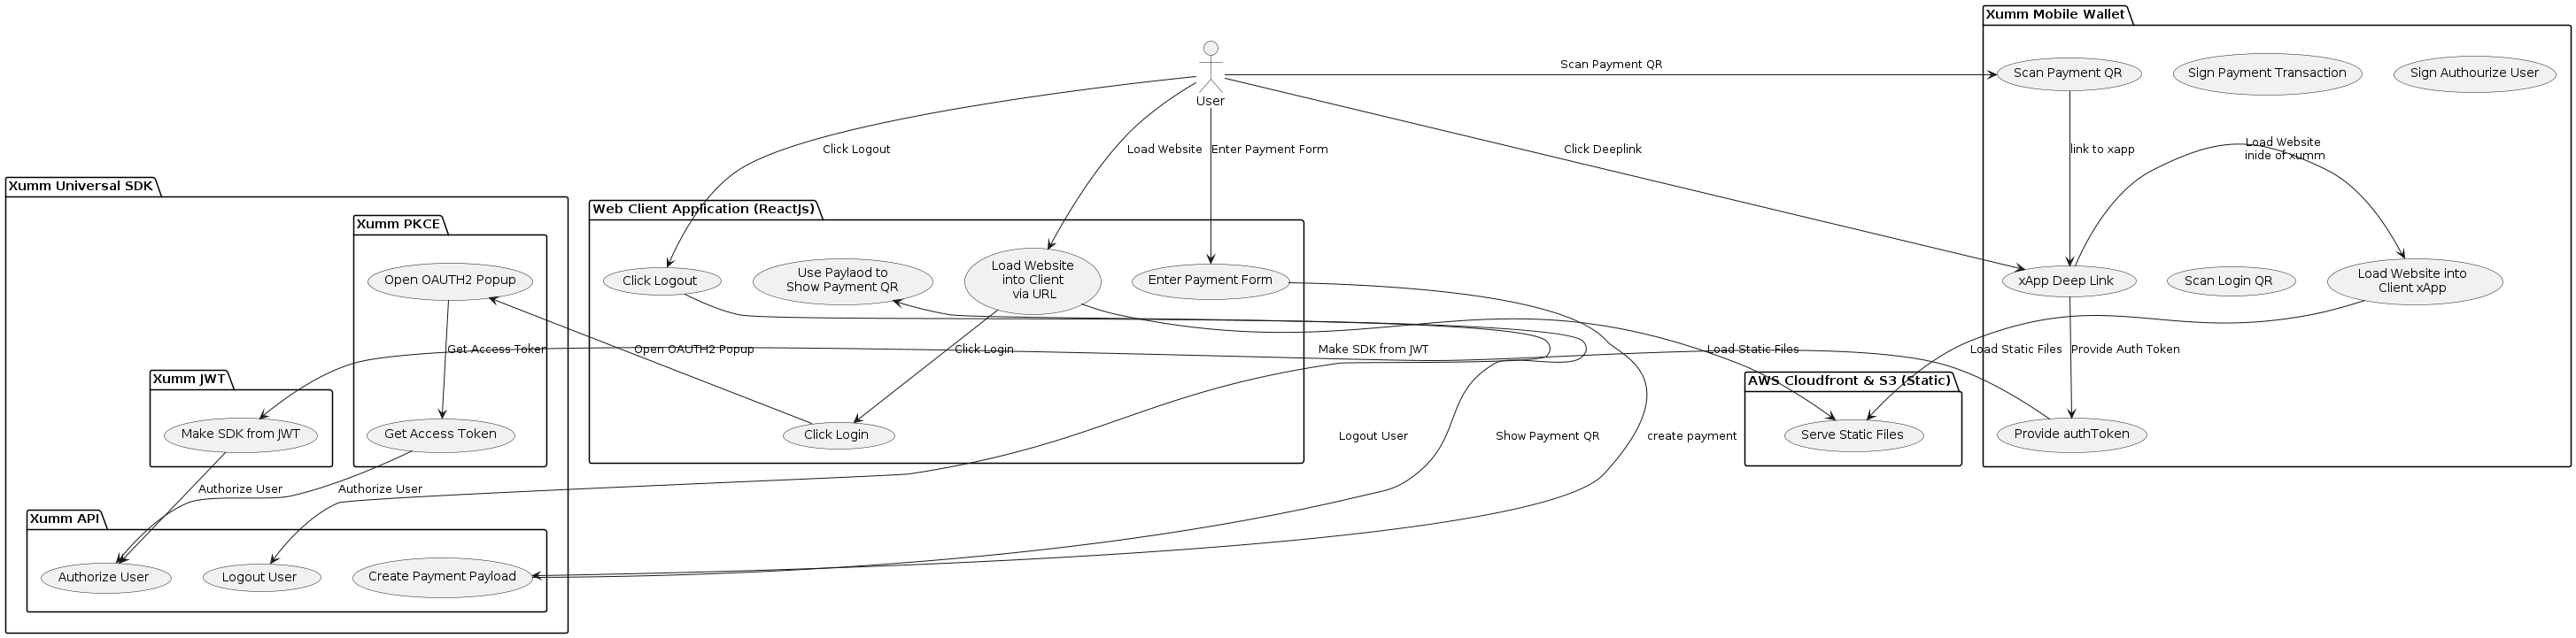 Xumm Mobile Wallet
Scan Payment QR
Scan Payment QR
Sign Payment Transaction
Sign Authourize User
User
Click Logout
Load Website
Enter Payment Form
Click Deeplink
link to xapp
Load Website
inide of xumm
Xumm Universal SDK
Web Client Application (ReactJs)
Xumm PKCE
Open OAUTH2 Popup
Click Logout
Use Paylaod to
Show Payment QR
Load Website
into Client
via URL
Enter Payment Form
xApp Deep Link
Scan Login QR
Load Website into
Client xApp
Get Access Token
Open OAUTH2 Popup
Click Login
Make SDK from JWT
Load Static Files
Load Static Files
Provide Auth Token
Xumm JWT
AWS Cloudfront & S3 (Static)
Make SDK from JWT
Get Access Token
Click Login
Logout User
Show Payment QR
create payment
Serve Static Files
Provide authToken
Authorize User
Authorize User
Xumm API
Authorize User
Logout User
Create Payment Payload